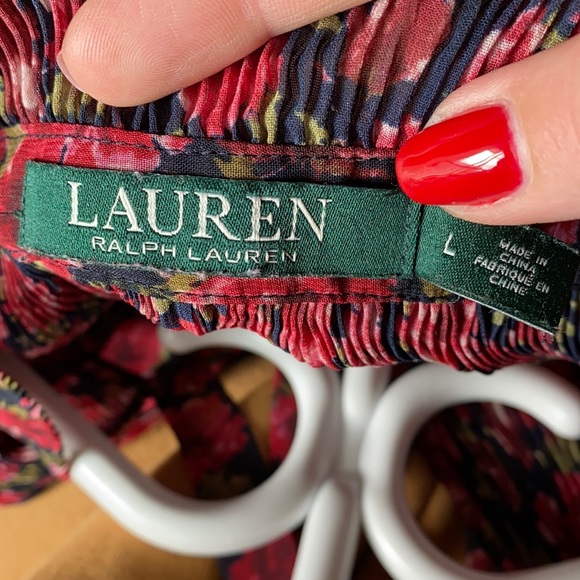 LAUREN
RALPH LAUREN
L
MADE IN
CHINA
FABRIQUÉ EN
CHINE